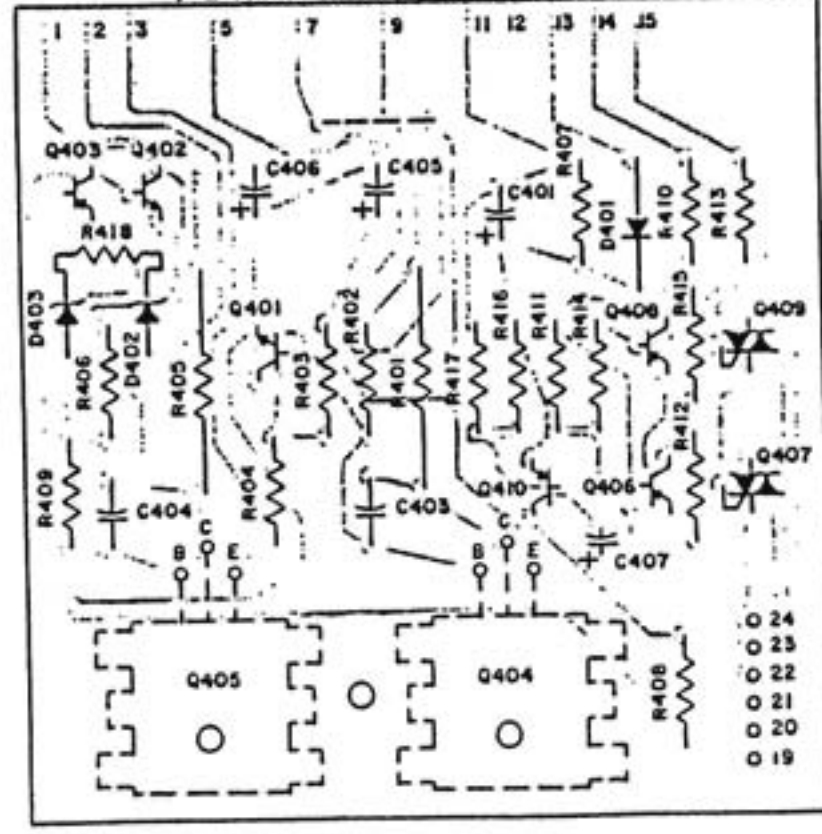 1 2 3 5 7 9 11 12 13 14 15
Q403 Q402
C406 C405 R407
C401 D401 R410 R413
R418
D403 Q401 R402 R416 R411 R414 Q408 R415 Q409
R406 D402 R405 R403 R401 R417
R412
R409 C404 R404 C403 Q410 Q406 Q407
B C E B C E
C407
24
23
Q405 Q404 R408 22
21
20
19